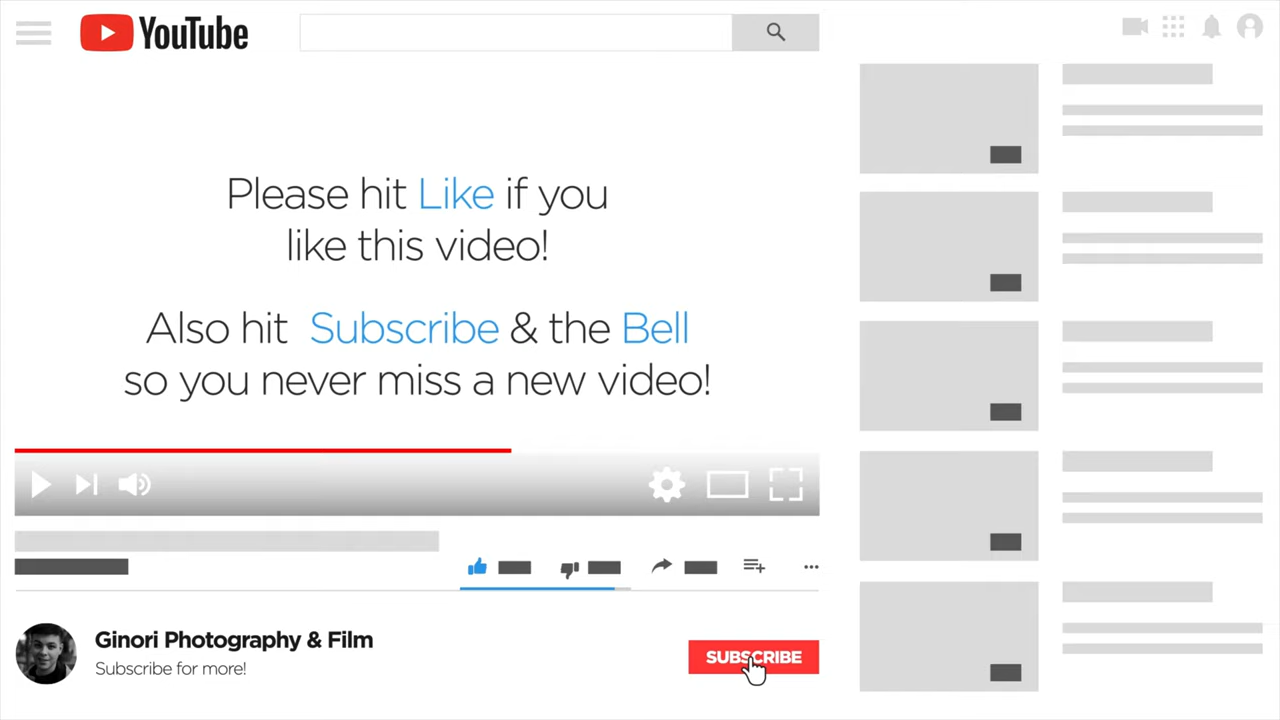 YouTube
Please hit Like if you
like this video!
Also hit Subscribe & the Bell
so you never miss a new video!
Ginori Photography & Film
Subscribe for more!
SUBSCRIBE